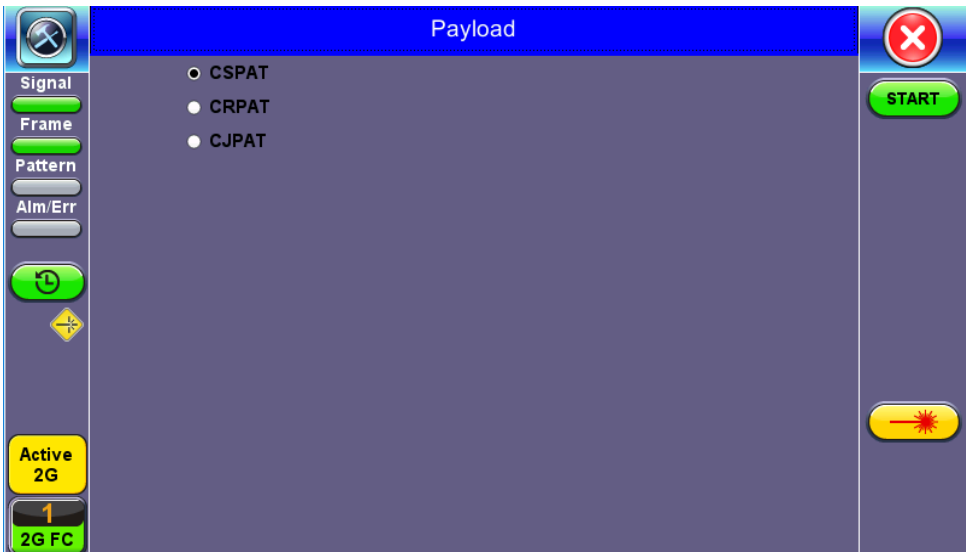 Payload
CSPAT
CRPAT
CJPAT
Signal
Frame
Pattern
Alm/Err
Active
2G
1
2G FC
START